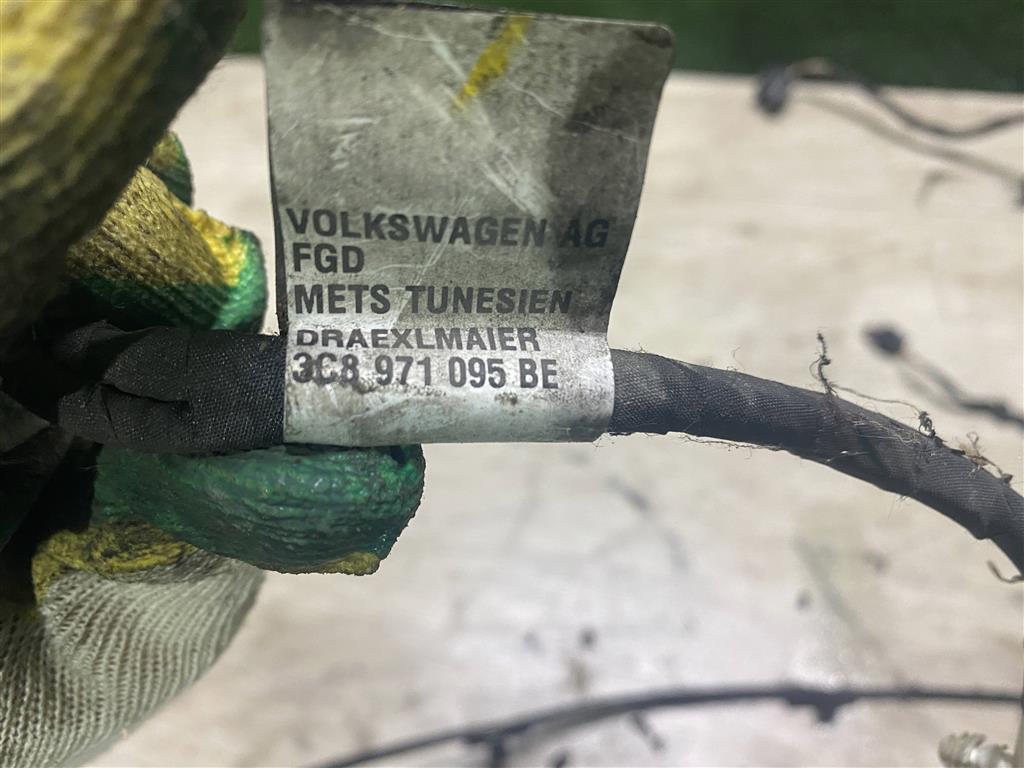 VOLKSWAGEN AG
FGD
METS TUNESIEN
DRAEXLMAIER
3C8 971 095 BE